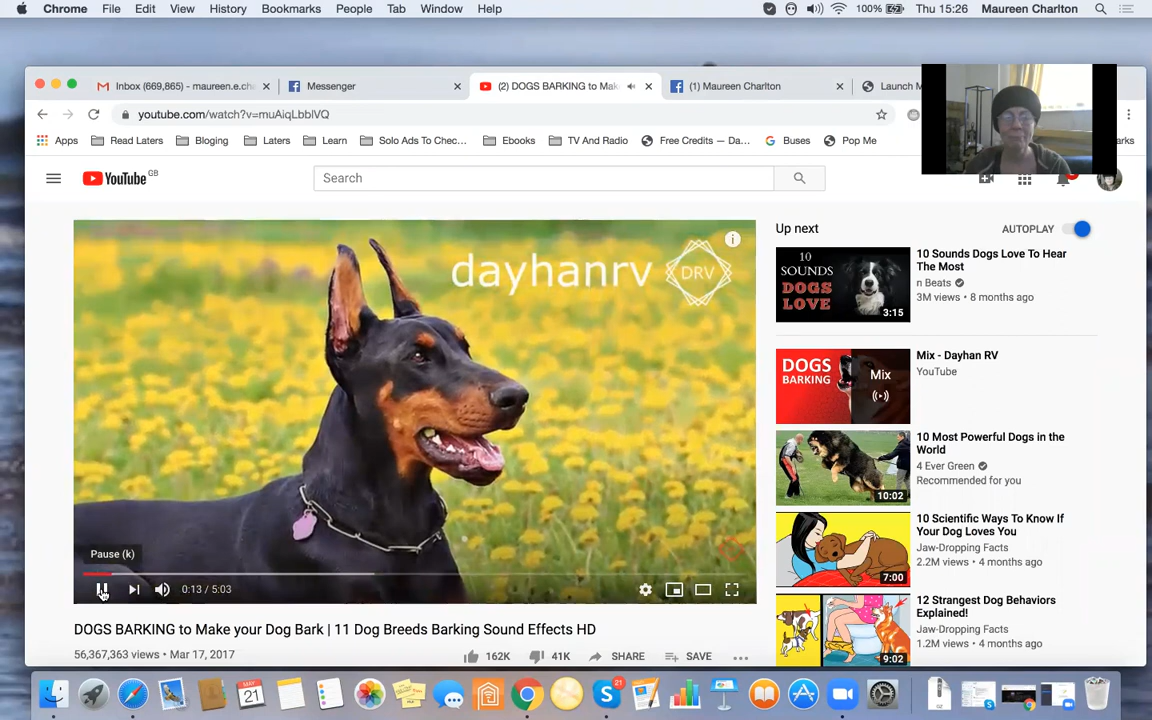 Chrome File Edit View History Bookmarks People Tab Window Help 100% Thu 15:26 Maureen Charlton
Inbox (669,865) - maureen.e.cha Messenger (2) DOGS BARKING to Mak (1) Maureen Charlton Launch M
youtube.com/watch?v=muAiqLbblVQ
Apps Read Laters Bloging Laters Learn Solo Ads To Chec... Ebooks TV And Radio Free Credits — Da... Buses Pop Me
YouTube GB Search
dayhanrv DRV
Pause (k)
0:13 / 5:03
DOGS BARKING to Make your Dog Bark | 11 Dog Breeds Barking Sound Effects HD
56,367,363 views • Mar 17, 2017 162K 41K SHARE SAVE
Up next AUTOPLAY
10 SOUNDS DOGS LOVE 3:15
10 Sounds Dogs Love To Hear
The Most
n Beats
3M views • 8 months ago
DOGS BARKING Mix
Mix - Dayhan RV
YouTube
10:02
10 Most Powerful Dogs in the
World
4 Ever Green
Recommended for you
7:00
10 Scientific Ways To Know If
Your Dog Loves You
Jaw-Dropping Facts
2.2M views • 4 months ago
9:02
12 Strangest Dog Behaviors
Explained!
Jaw-Dropping Facts
1.2M views • 4 months ago
MAY 21 21